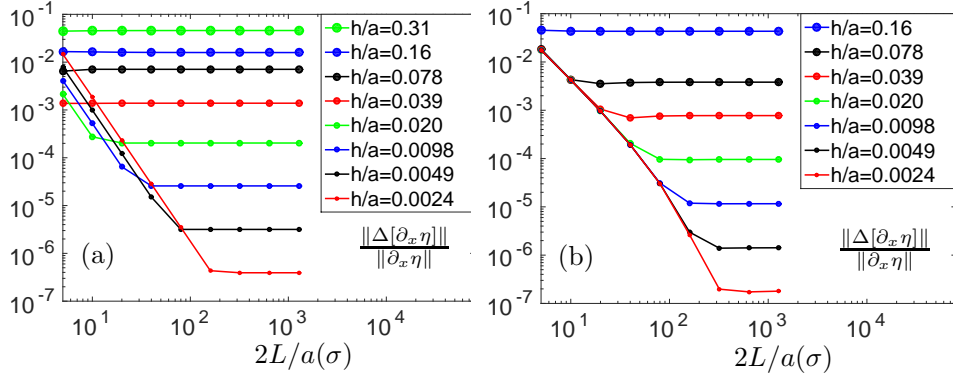 10^{-1}
10^{-2}
10^{-3}
10^{-4}
10^{-5}
10^{-6}
10^{-7}
h/a=0.31
h/a=0.16
h/a=0.078
h/a=0.039
h/a=0.020
h/a=0.0098
h/a=0.0049
h/a=0.0024
(a)
‖Δ[∂_xη]‖
‖∂_xη‖
10^1 10^2 10^3 10^4
2L/a(σ)
10^{-1}
10^{-2}
10^{-3}
10^{-4}
10^{-5}
10^{-6}
10^{-7}
h/a=0.16
h/a=0.078
h/a=0.039
h/a=0.020
h/a=0.0098
h/a=0.0049
h/a=0.0024
(b)
‖Δ[∂_xη]‖
‖∂_xη‖
10^1 10^2 10^3 10^4
2L/a(σ)